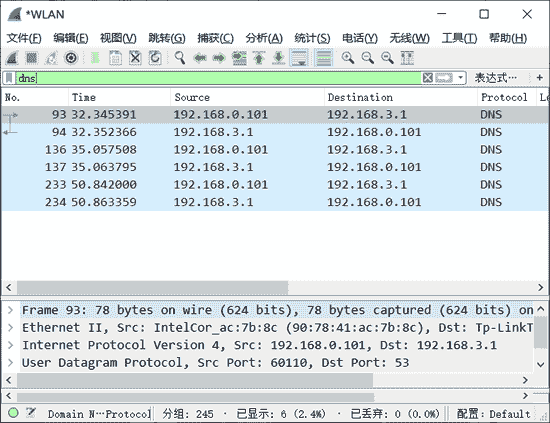 *WLAN
文件(F) 编辑(E) 视图(V) 跳转(G) 捕获(C) 分析(A) 统计(S) 电话(Y) 无线(W) 工具(T) 帮助(H)
dns 表达式… +
No. Time Source Destination Protocol Le
93 32.345391 192.168.0.101 192.168.3.1 DNS
94 32.352366 192.168.3.1 192.168.0.101 DNS
136 35.057508 192.168.0.101 192.168.3.1 DNS
137 35.063795 192.168.3.1 192.168.0.101 DNS
233 50.842000 192.168.0.101 192.168.3.1 DNS
234 50.863359 192.168.3.1 192.168.0.101 DNS
Frame 93: 78 bytes on wire (624 bits), 78 bytes captured (624 bits) on
Ethernet II, Src: IntelCor_ac:7b:8c (90:78:41:ac:7b:8c), Dst: Tp-LinkT
Internet Protocol Version 4, Src: 192.168.0.101, Dst: 192.168.3.1
User Datagram Protocol, Src Port: 60110, Dst Port: 53
Domain N…Protocol 分组: 245 · 已显示: 6 (2.4%) · 已丢弃: 0 (0.0%) 配置: Default